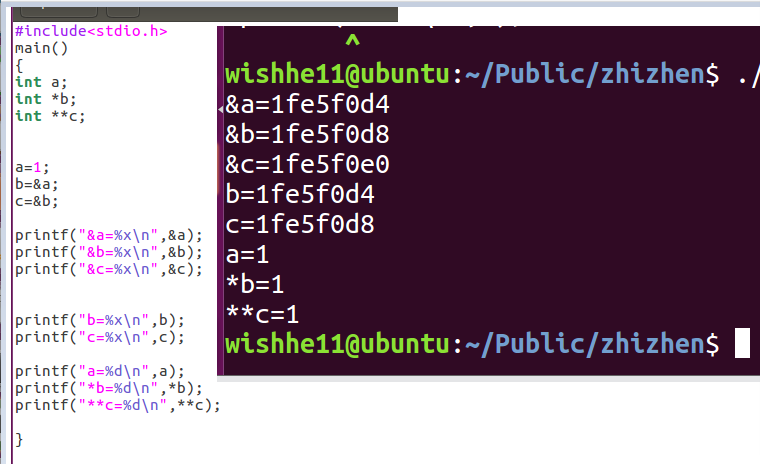 #include<stdio.h>
main()
{
int a;
int *b;
int **c;
a=1;
b=&a;
c=&b;
printf("&a=%x\n",&a);
printf("&b=%x\n",&b);
printf("&c=%x\n",&c);
printf("b=%x\n",b);
printf("c=%x\n",c);
printf("a=%d\n",a);
printf("*b=%d\n",*b);
printf("**c=%d\n",**c);
}
^
wishhe11@ubuntu:~/Public/zhizhen$ ./
&a=1fe5f0d4
&b=1fe5f0d8
&c=1fe5f0e0
b=1fe5f0d4
c=1fe5f0d8
a=1
*b=1
**c=1
wishhe11@ubuntu:~/Public/zhizhen$